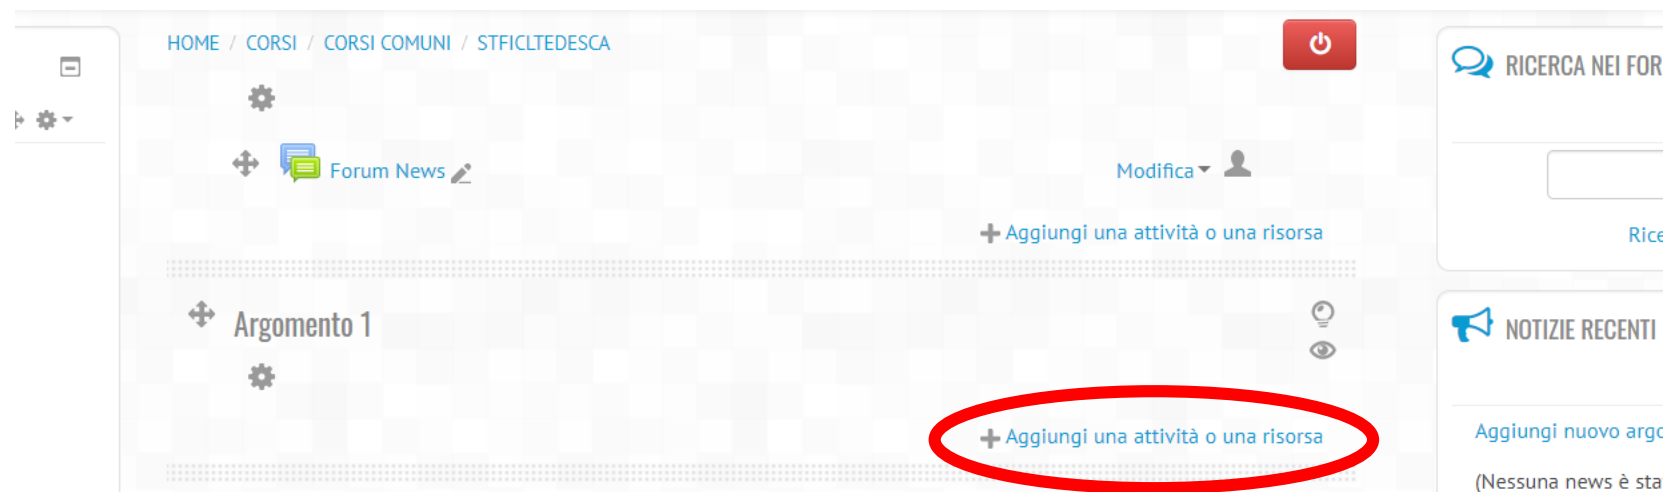 HOME / CORSI / CORSI COMUNI / STFICLTEDESCA
Forum News
Modifica
Aggiungi una attività o una risorsa
Argomento 1
Aggiungi una attività o una risorsa
RICERCA NEI FOR
Rice
NOTIZIE RECENTI
Aggiungi nuovo argo
(Nessuna news è sta